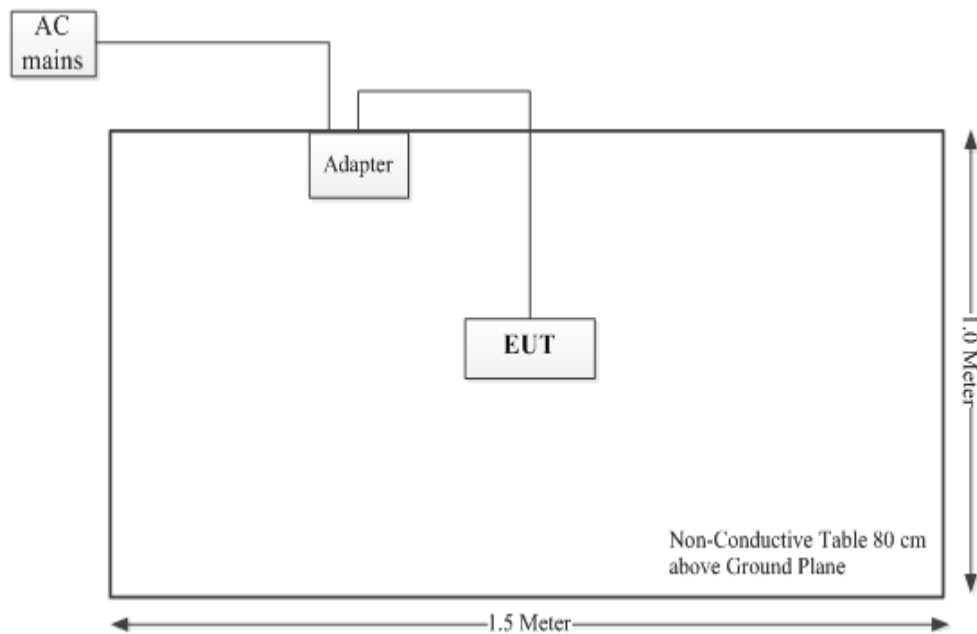 AC
mains
Adapter
EUT
1.0 Meter
Non-Conductive Table 80 cm
above Ground Plane
1.5 Meter